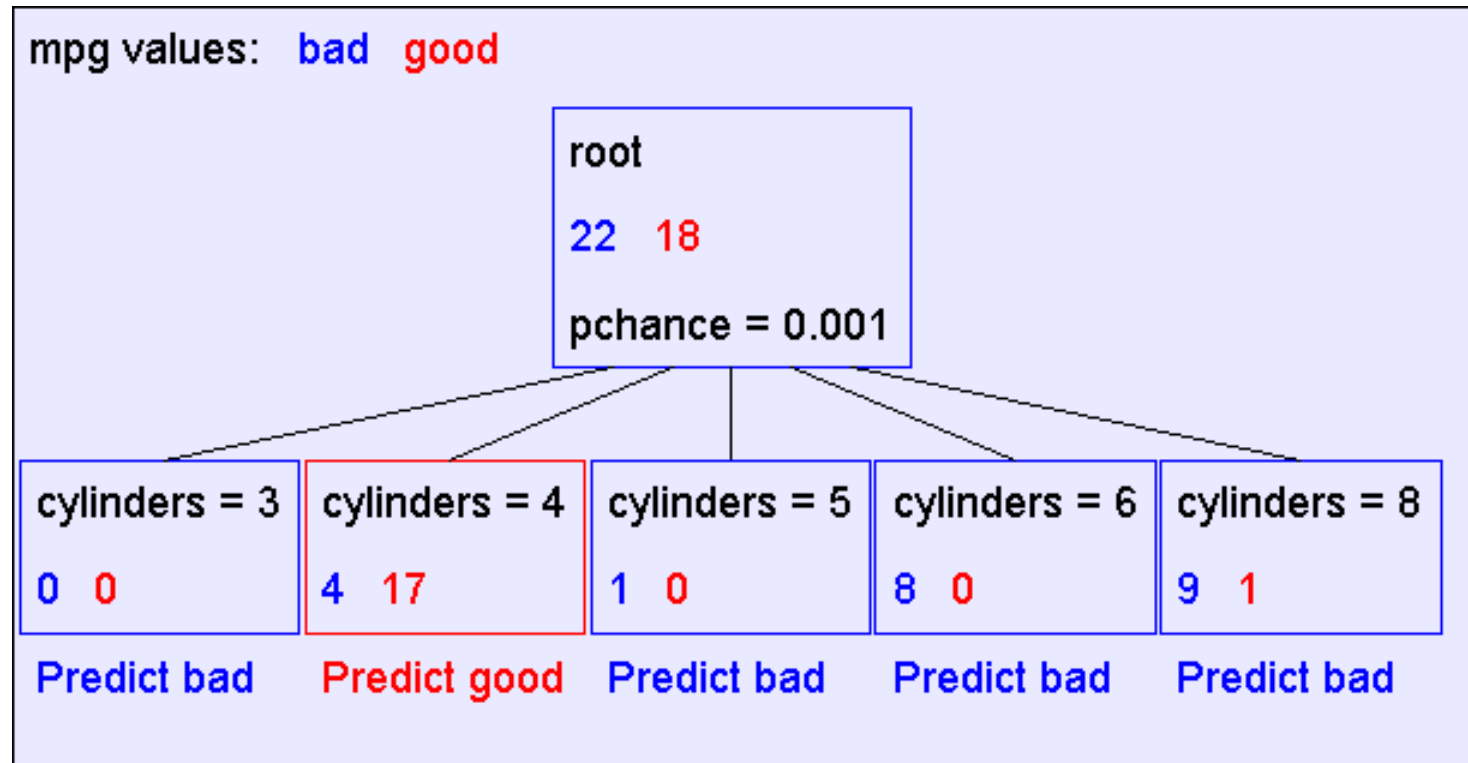 mpg values: bad good
root
22 18
pchance = 0.001
cylinders = 3
0 0
Predict bad
cylinders = 4
4 17
Predict good
cylinders = 5
1 0
Predict bad
cylinders = 6
8 0
Predict bad
cylinders = 8
9 1
Predict bad